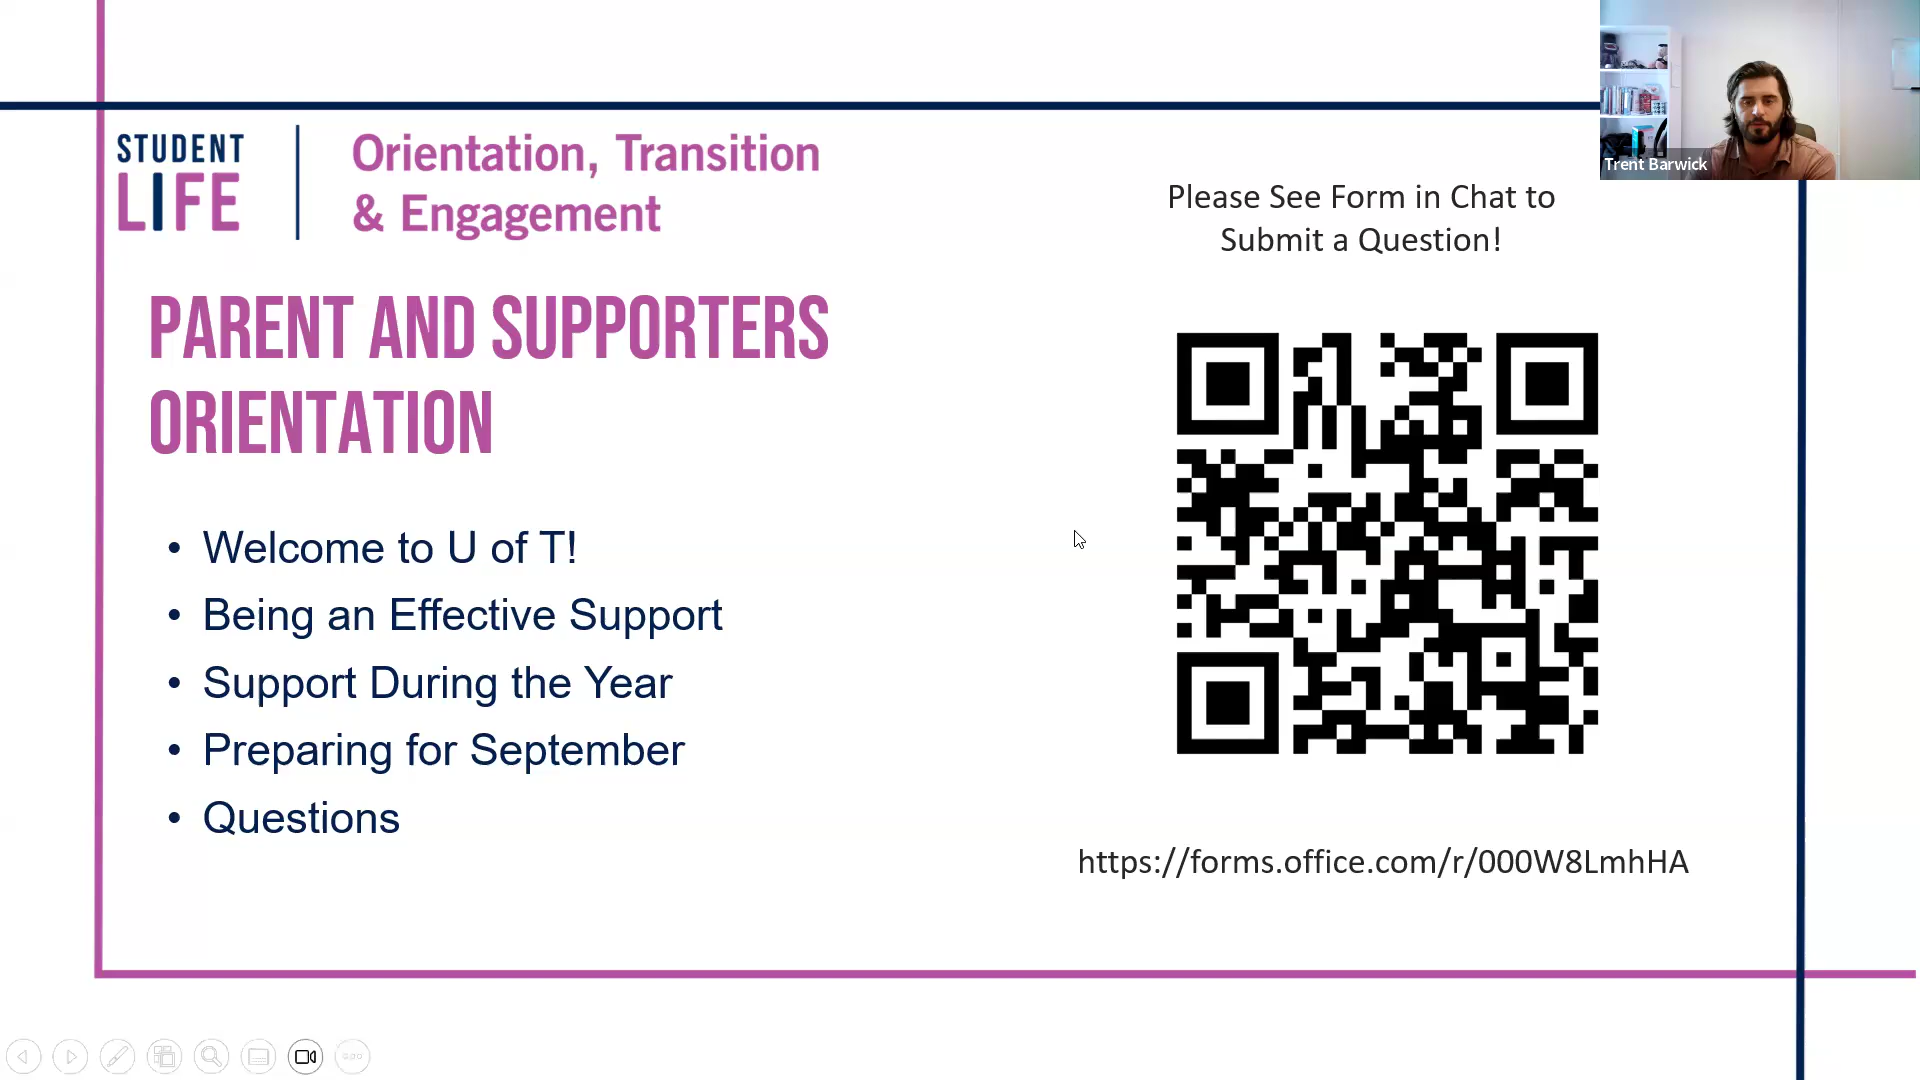 STUDENT
LIFE
Orientation, Transition
& Engagement
PARENT AND SUPPORTERS
ORIENTATION
• Welcome to U of T!
• Being an Effective Support
• Support During the Year
• Preparing for September
• Questions
Please See Form in Chat to
Submit a Question!
https://forms.office.com/r/000W8LmhHA
Trent Barwick